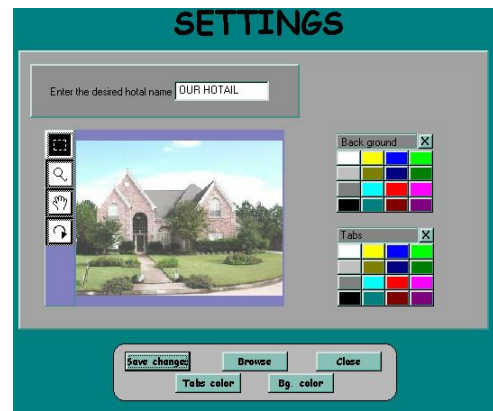 SETTINGS
Enter the desired hotal name OUR HOTAIL
Back ground X
Tabs X
Save changes Browse Close
Tabs color Bg. color